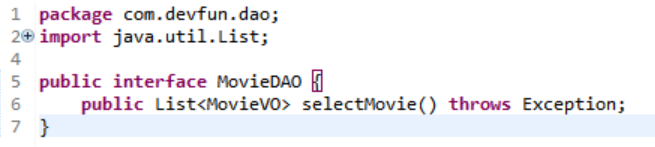 1 package com.devfun.dao;
2 import java.util.List;
4
5 public interface MovieDAO {
6 public List<MovieVO> selectMovie() throws Exception;
7 }